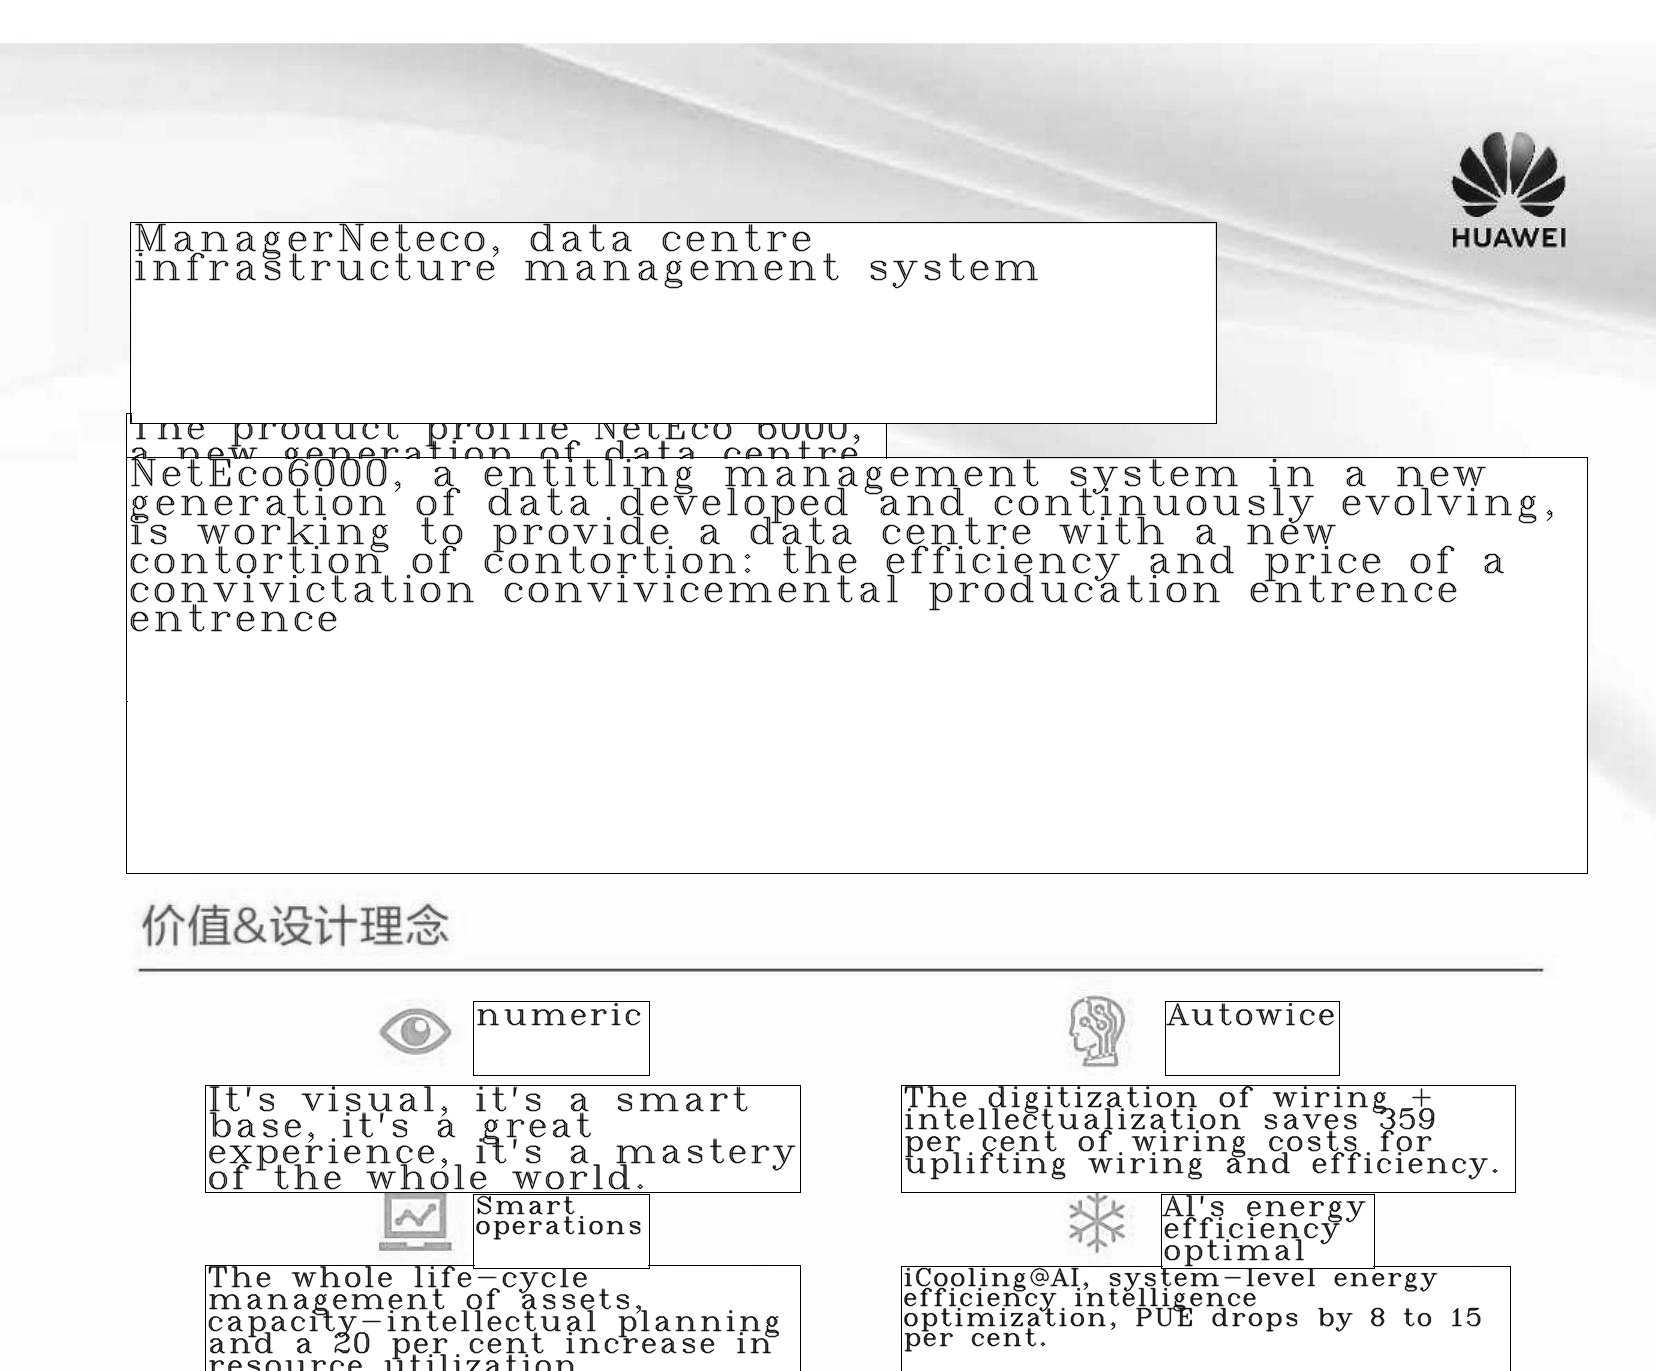 HUAWEI
ManagerNeteco, data centre
infrastructure management system
The product profile NetEco 6000,
a new generation of data centre
NetEco6000, a entitling management system in a new
generation of data developed and continuously evolving,
is working to provide a data centre with a new
contortion of contortion: the efficiency and price of a
convivictation convivicemental producation entrence
entrence
价值&设计理念
numeric
Autowice
It's visual, it's a smart
base, it's a great
experience, it's a mastery
of the whole world.
The digitization of wiring +
intellectualization saves 359
per cent of wiring costs for
uplifting wiring and efficiency.
Smart
operations
Al's energy
efficiency
optimal
The whole life-cycle
management of assets,
capacity-intellectual planning
and a 20 per cent increase in
resource utilization
iCooling@AI, system-level energy
efficiency intelligence
optimization, PUE drops by 8 to 15
per cent.